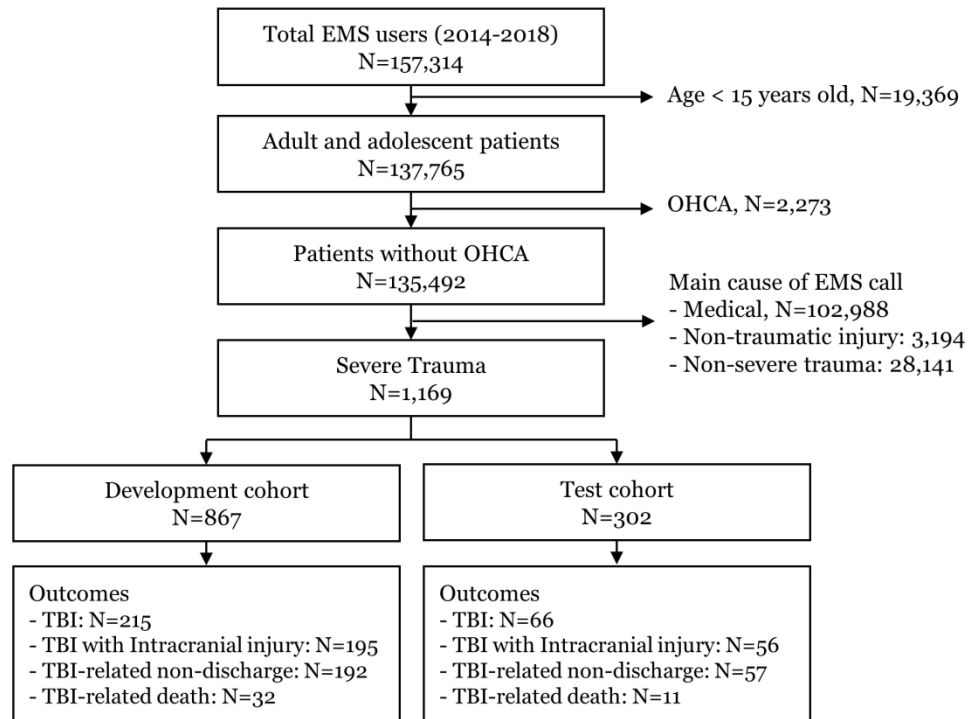 Total EMS users (2014-2018)
N=157,314
Age < 15 years old, N=19,369
Adult and adolescent patients
N=137,765
OHCA, N=2,273
Patients without OHCA
N=135,492
Main cause of EMS call
- Medical, N=102,988
- Non-traumatic injury: 3,194
- Non-severe trauma: 28,141
Severe Trauma
N=1,169
Development cohort
N=867
Test cohort
N=302
Outcomes
- TBI: N=215
- TBI with Intracranial injury: N=195
- TBI-related non-discharge: N=192
- TBI-related death: N=32
Outcomes
- TBI: N=66
- TBI with Intracranial injury: N=56
- TBI-related non-discharge: N=57
- TBI-related death: N=11